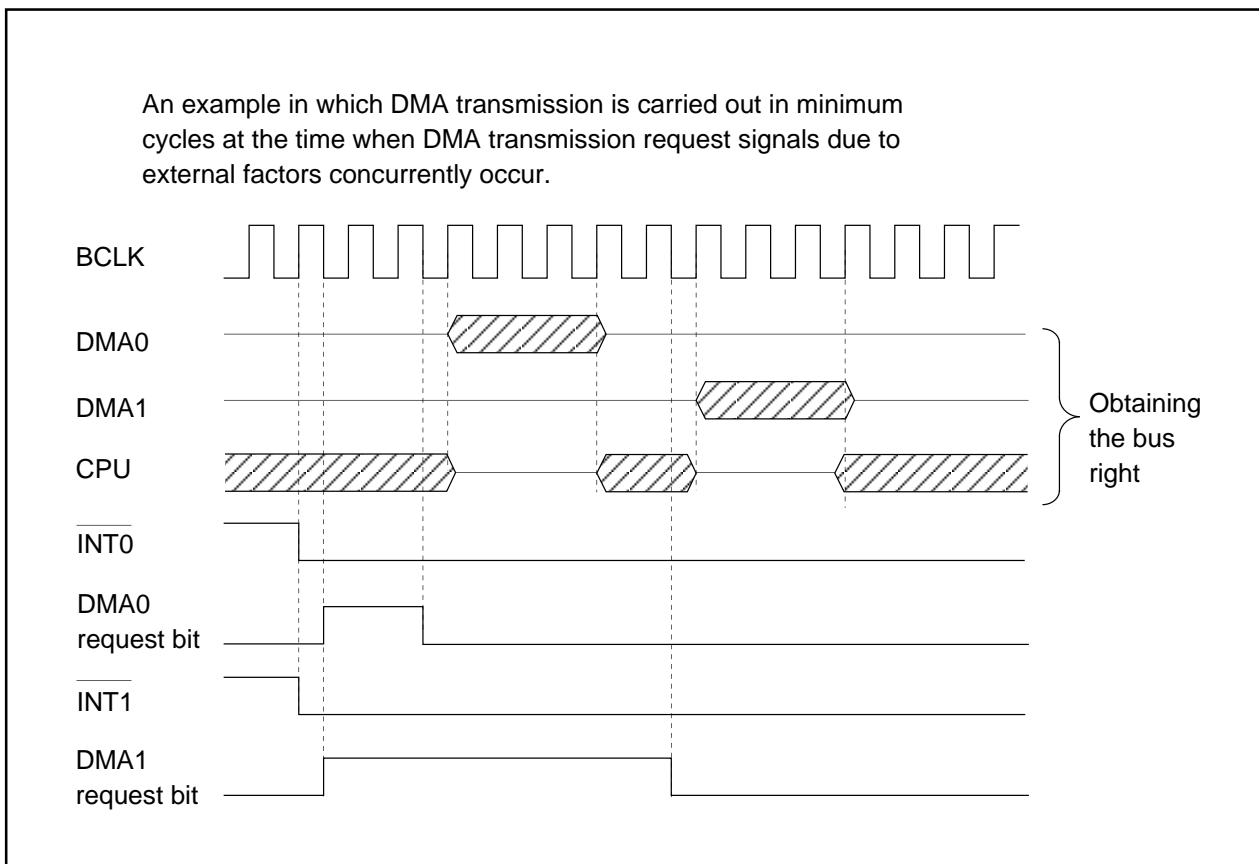 An example in which DMA transmission is carried out in minimum
cycles at the time when DMA transmission request signals due to
external factors concurrently occur.
BCLK
DMA0
DMA1
CPU
Obtaining
the bus
right
INT0
DMA0
request bit
INT1
DMA1
request bit